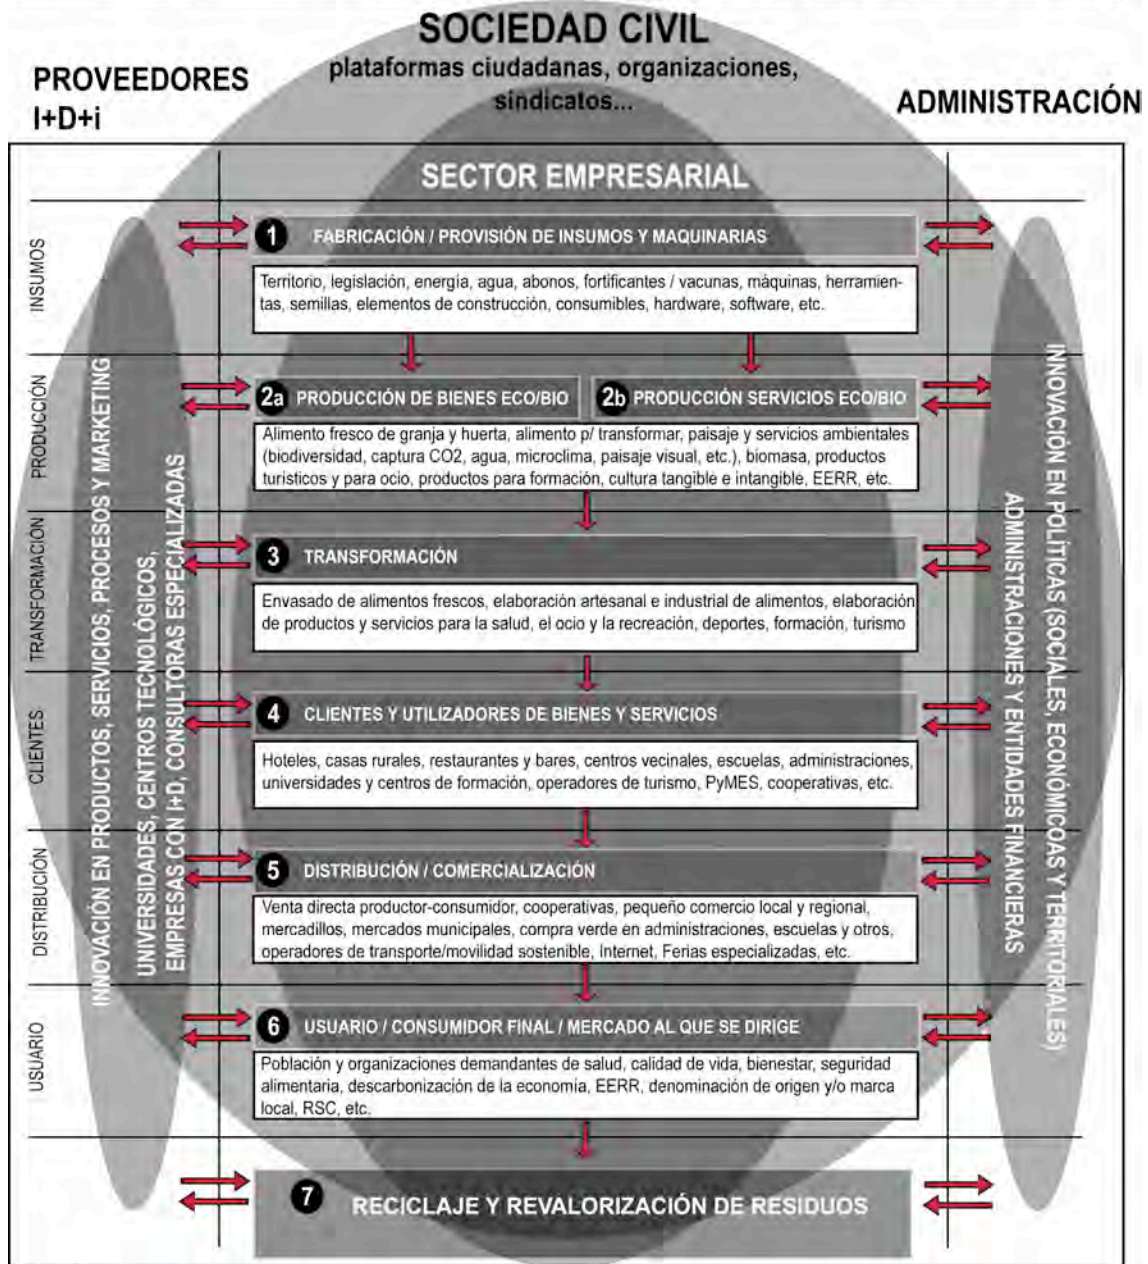 SOCIEDAD CIVIL
plataformas ciudadanas, organizaciones,
sindicatos...
PROVEEDORES
I+D+i
ADMINISTRACIÓN
SECTOR EMPRESARIAL
INSUMOS
1 FABRICACIÓN / PROVISIÓN DE INSUMOS Y MAQUINARIAS
Territorio, legislación, energía, agua, abonos, fortificantes / vacunas, máquinas, herramien-
tas, semillas, elementos de construcción, consumibles, hardware, software, etc.
PRODUCCIÓN
2a PRODUCCIÓN DE BIENES ECO/BIO
2b PRODUCCIÓN SERVICIOS ECO/BIO
Alimento fresco de granja y huerta, alimento p/ transformar, paisaje y servicios ambientales
(biodiversidad, captura CO2, agua, microclima, paisaje visual, etc.), biomasa, productos
turísticos y para ocio, productos para formación, cultura tangible e intangible, EERR, etc.
TRANSFORMACIÓN
3 TRANSFORMACIÓN
Envasado de alimentos frescos, elaboración artesanal e industrial de alimentos, elaboración
de productos y servicios para la salud, el ocio y la recreación, deportes, formación, turismo
CLIENTES
4 CLIENTES Y UTILIZADORES DE BIENES Y SERVICIOS
Hoteles, casas rurales, restaurantes y bares, centros vecinales, escuelas, administraciones,
universidades y centros de formación, operadores de turismo, PyMES, cooperativas, etc.
DISTRIBUCIÓN
5 DISTRIBUCIÓN / COMERCIALIZACIÓN
Venta directa productor-consumidor, cooperativas, pequeño comercio local y regional,
mercadillos, mercados municipales, compra verde en administraciones, escuelas y otros,
operadores de transporte/movilidad sostenible, Internet, Ferias especializadas, etc.
USUARIO
6 USUARIO / CONSUMIDOR FINAL / MERCADO AL QUE SE DIRIGE
Población y organizaciones demandantes de salud, calidad de vida, bienestar, seguridad
alimentaria, descarbonización de la economía, EERR, denominación de origen y/o marca
local, RSC, etc.
7 RECICLAJE Y REVALORIZACIÓN DE RESIDUOS
INNOVACIÓN EN PRODUCTOS, SERVICIOS, PROCESOS Y MARKETING
UNIVERSIDADES, CENTROS TECNOLÓGICOS,
EMPRESAS CON I+D, CONSULTORAS ESPECIALIZADAS
INNOVACIÓN EN POLÍTICAS (SOCIALES, ECONÓMICOAS Y TERRITORIALES)
ADMINISTRACIONES Y ENTIDADES FINANCIERAS